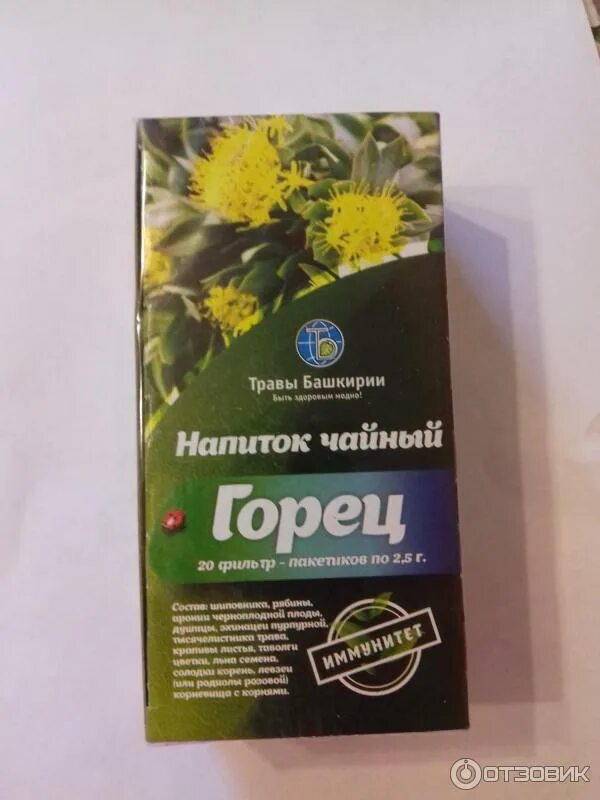 Травы Башкирии
Быть здоровым модно!
Напиток чайный
Горец
20 фильтр - пакетиков по 2,5 г.
Состав: шиповника, рябины,
аронии черноплодной плоды,
душицы, эхинацеи пурпурной,
тысячелистника трава,
крапивы листья, таволги
цветки, льна семена,
солодки корень, левзеи
(или родиолы розовой)
корневища с корнями.
ИММУНИТЕТ
ОТЗОВИК